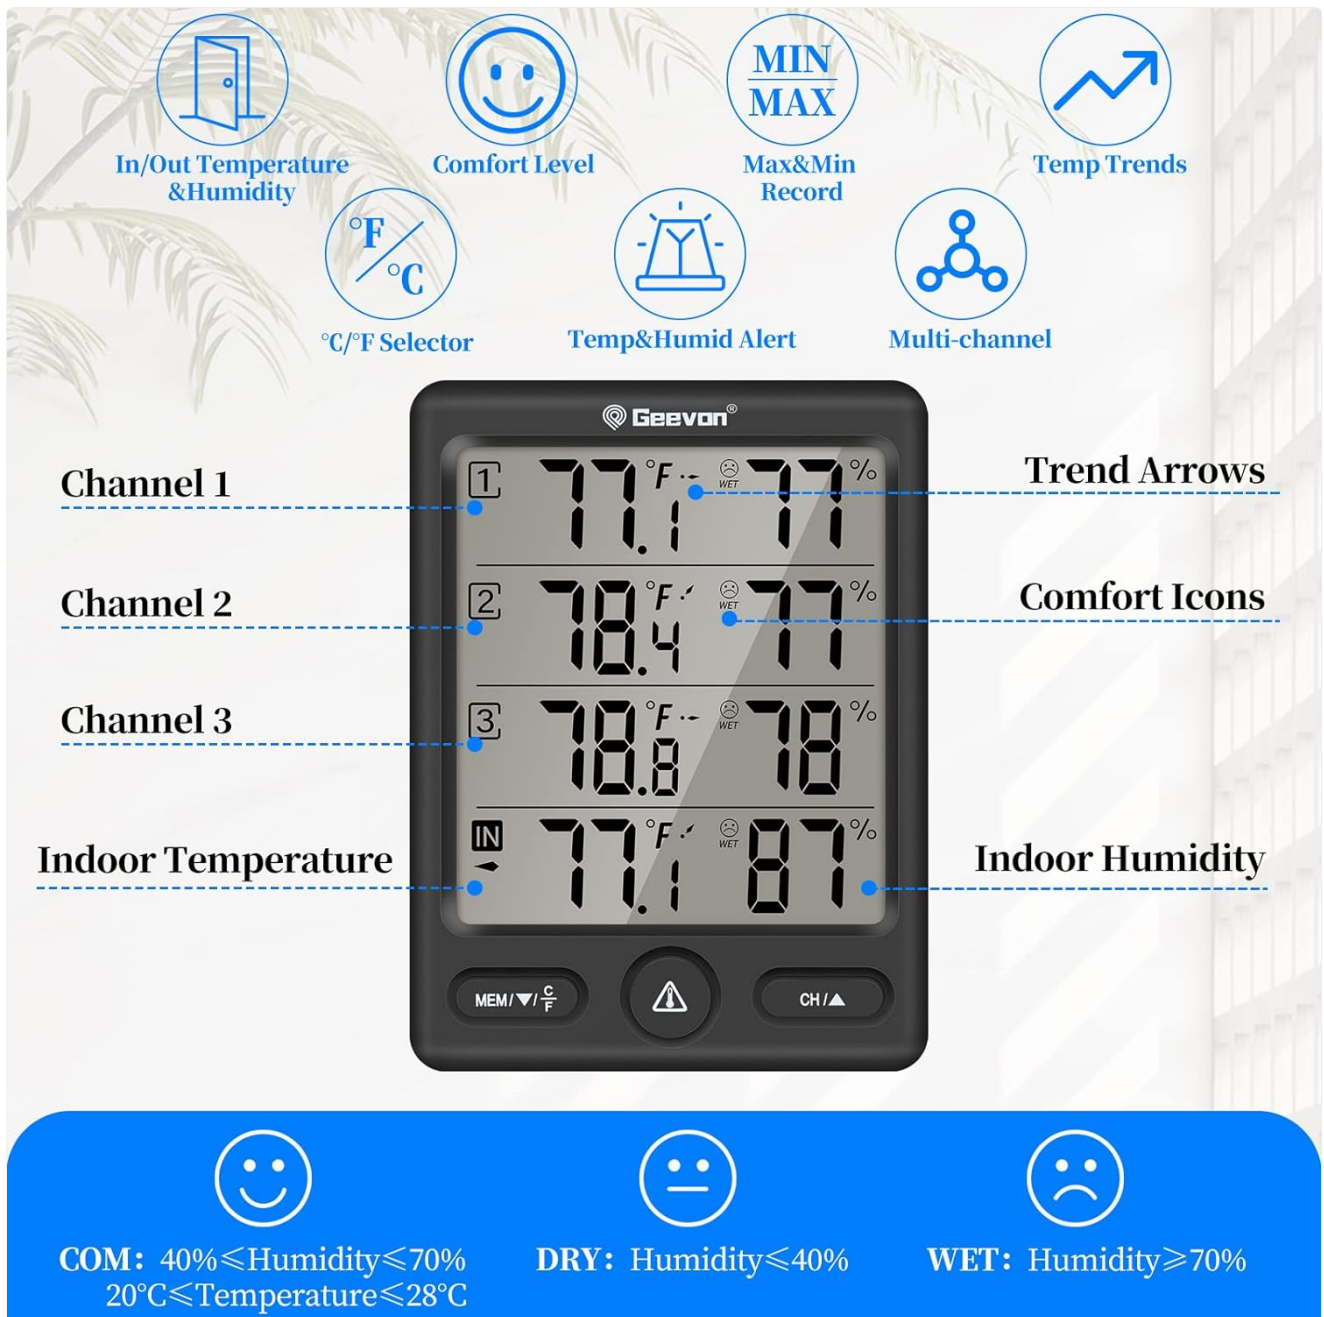 MIN
MAX
In/Out Temperature
&Humidity
Comfort Level
Max&Min
Record
Temp Trends
°F/°C
°C/°F Selector
Temp&Humid Alert
Multi-channel
Geevon®
Channel 1
1 77.1 °F WET 77%
Trend Arrows
Channel 2
2 78.4 °F WET 77%
Comfort Icons
Channel 3
3 78.8 °F WET 78%
Indoor Temperature
IN 77.1 °F WET 87%
Indoor Humidity
MEM/▼/C/F
CH/▲
COM: 40%≤Humidity≤70%
20°C≤Temperature≤28°C
DRY: Humidity≤40%
WET: Humidity≥70%